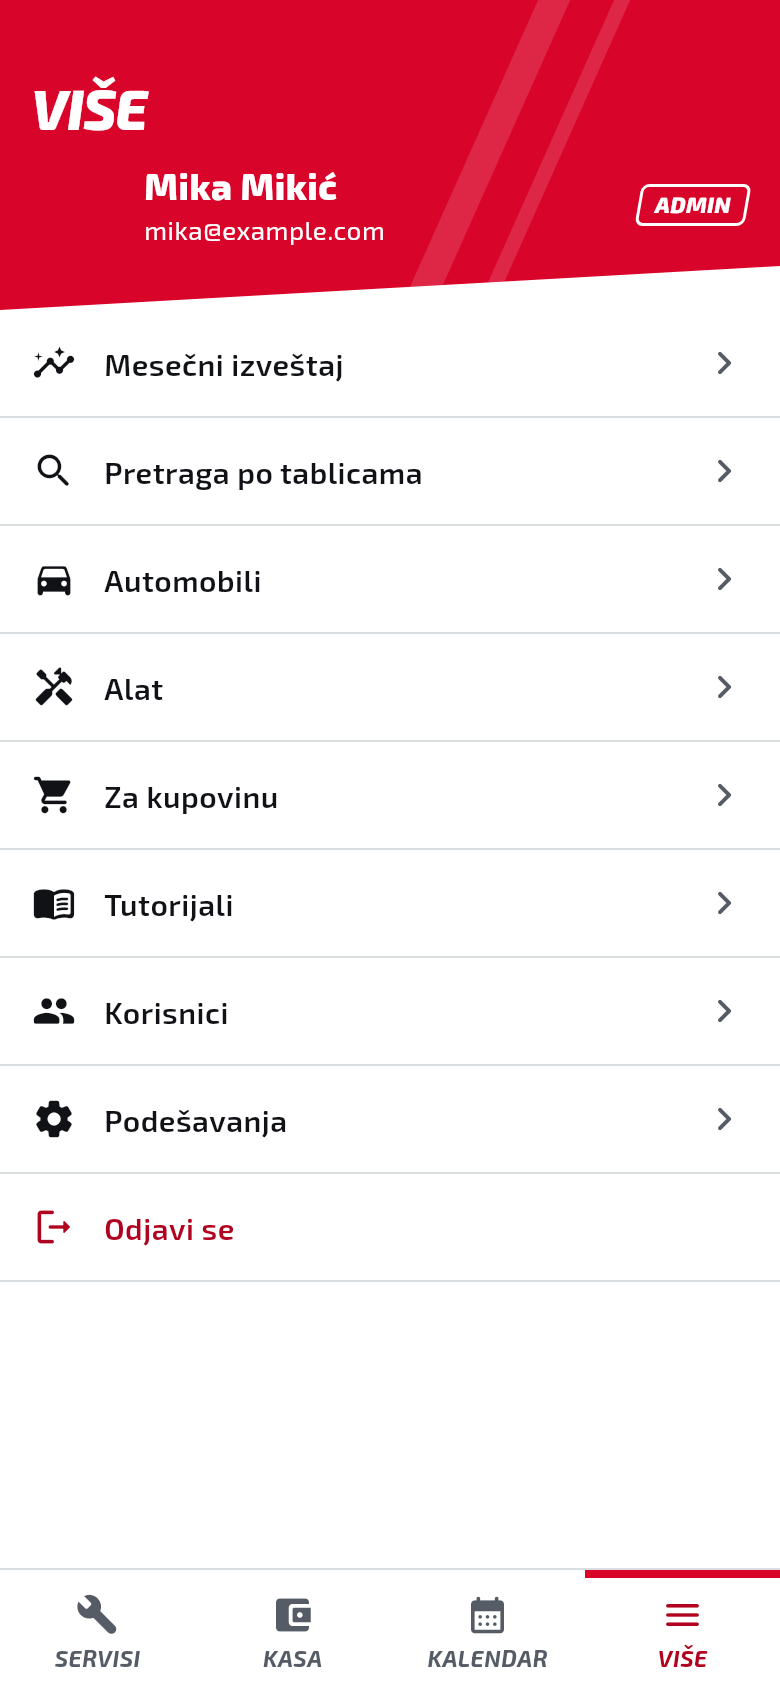 VIŠE
Mika Mikić
mika@example.com
ADMIN
Mesečni izveštaj
Pretraga po tablicama
Automobili
Alat
Za kupovinu
Tutorijali
Korisnici
Podešavanja
Odjavi se
SERVISI
KASA
KALENDAR
VIŠE